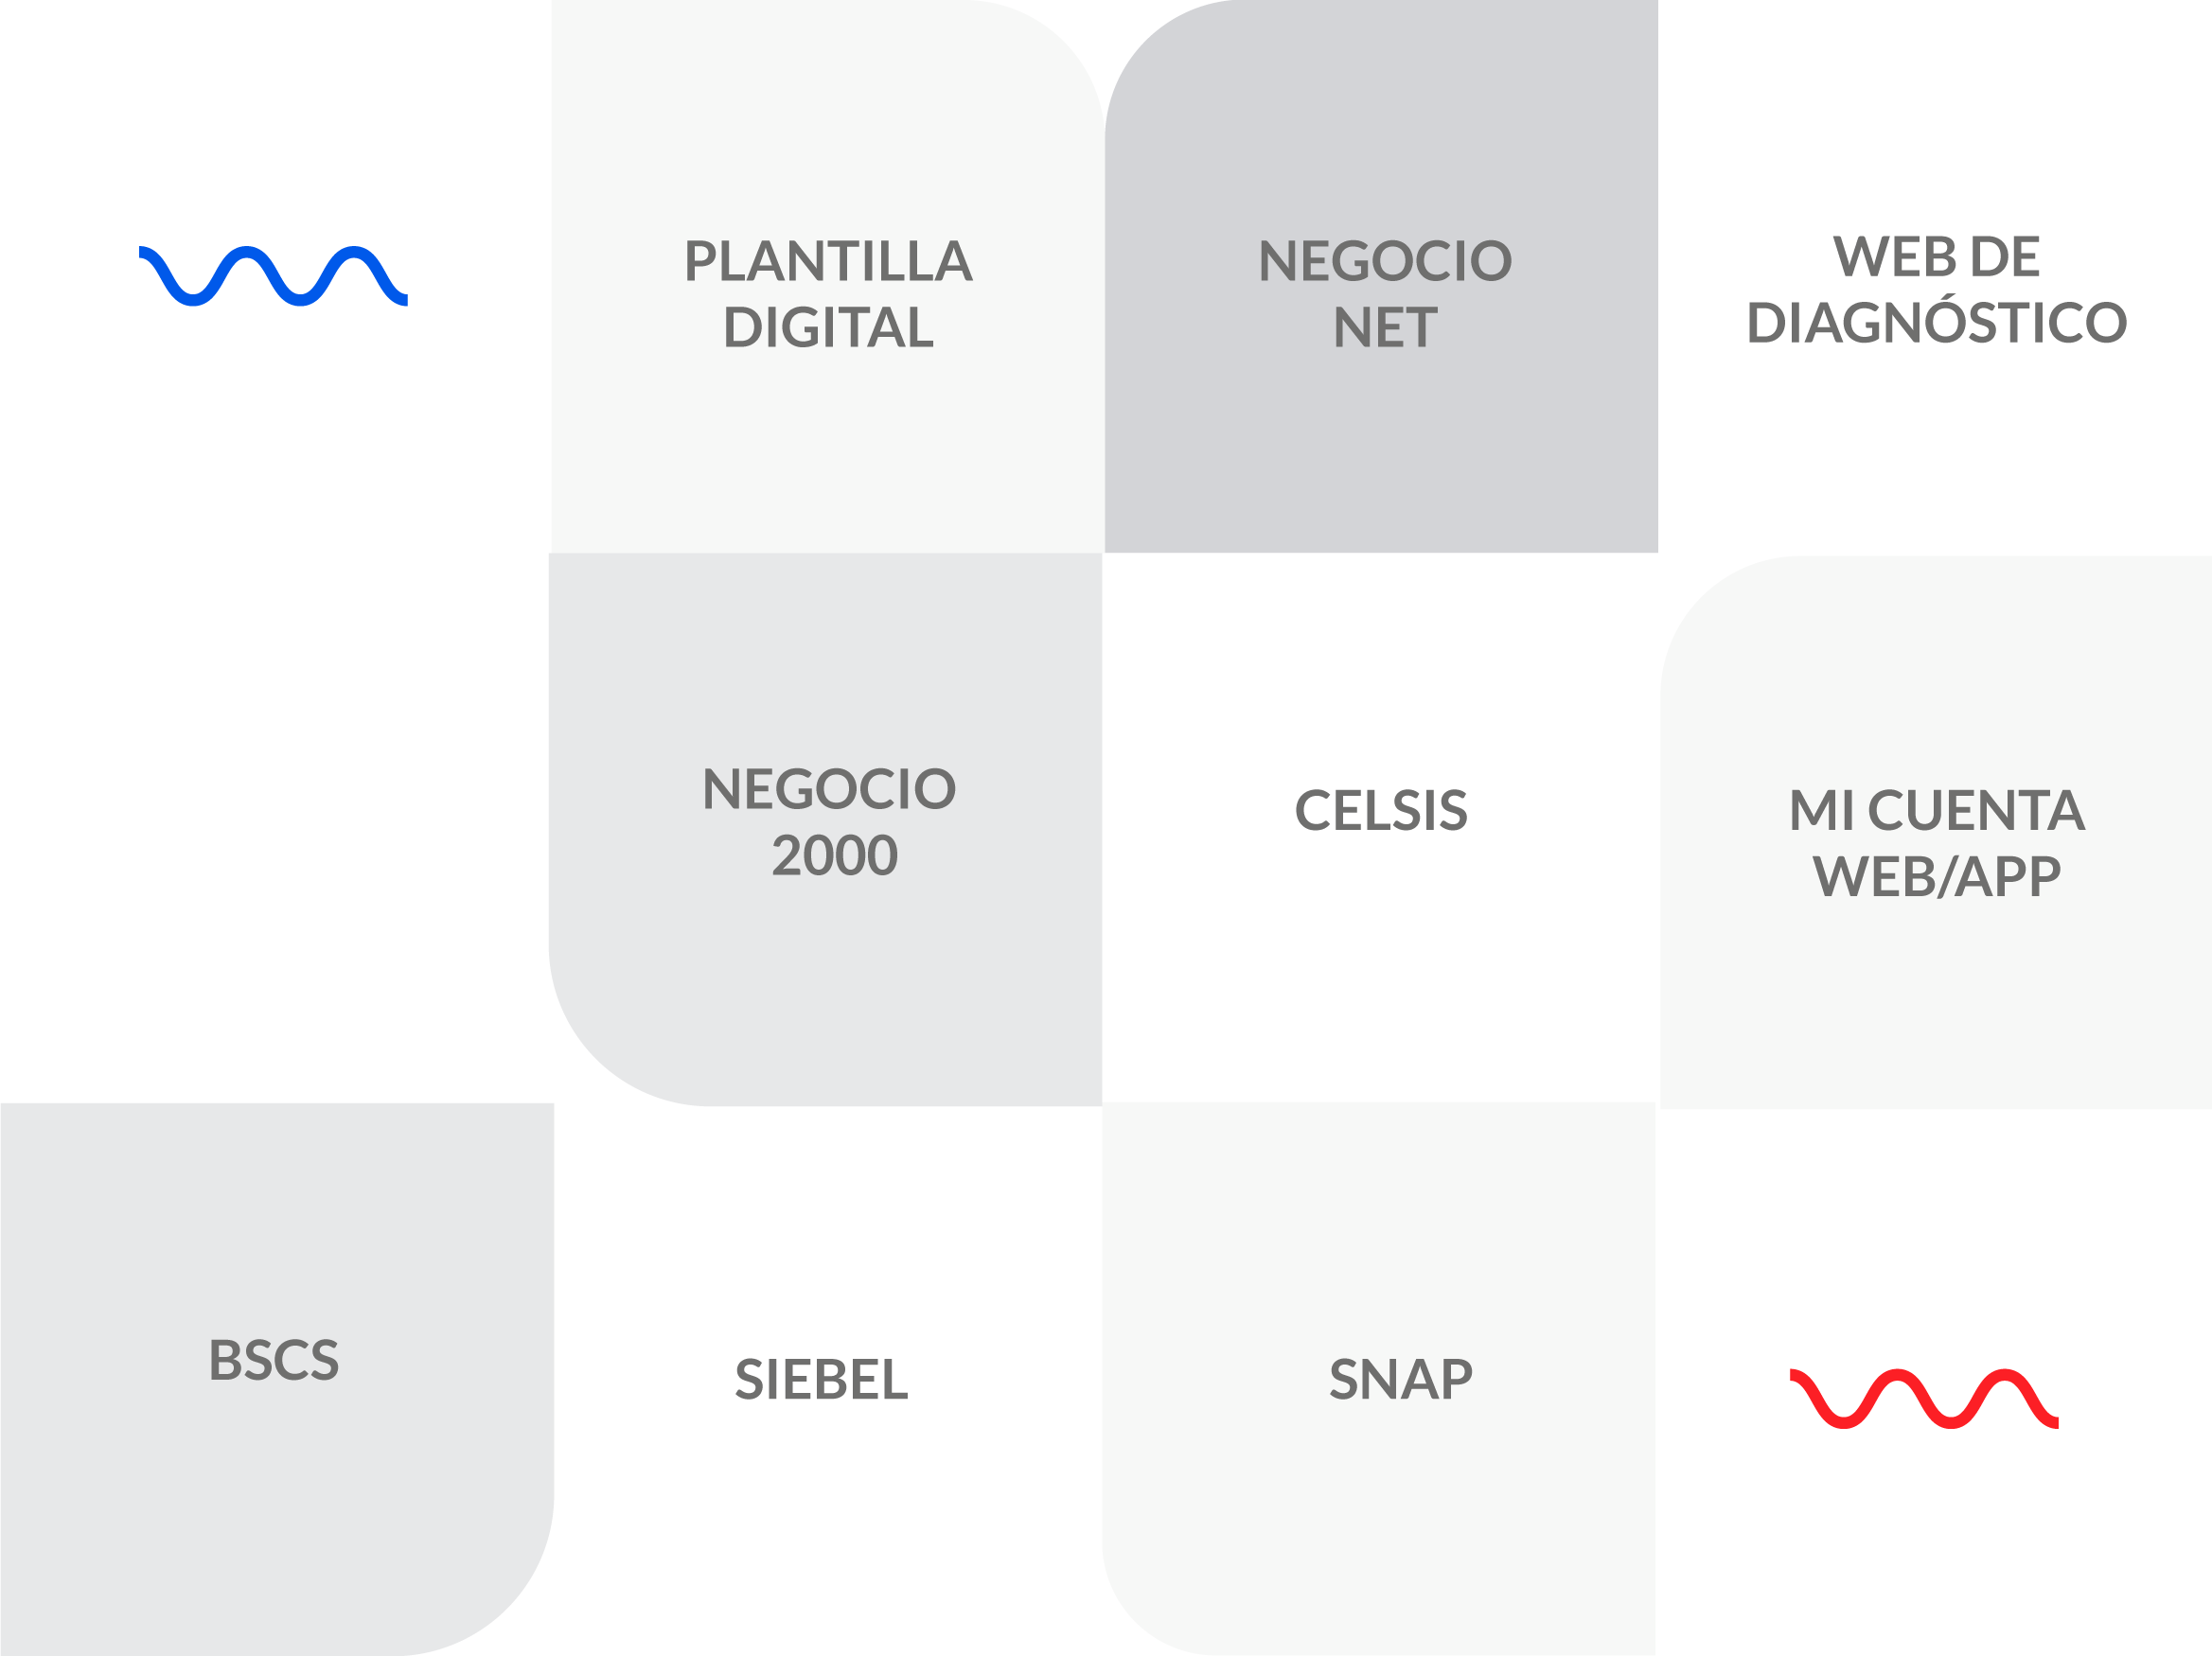 PLANTILLA
DIGITAL
NEGOCIO
NET
WEB DE
DIAGNÓSTICO
NEGOCIO
2000
CELSIS
MI CUENTA
WEB/APP
BSCS
SIEBEL
SNAP